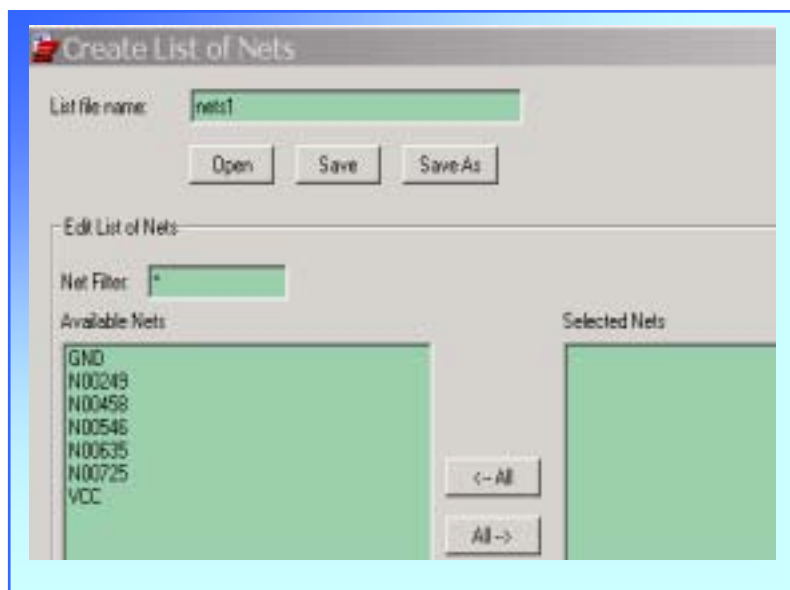 Create List of Nets
List file name: nets1
Open Save Save As
Edit List of Nets
Net Filter: *
Available Nets Selected Nets
GND
N00249
N00458
N00546
N00635
N00725
VCC
<-- All
All -->